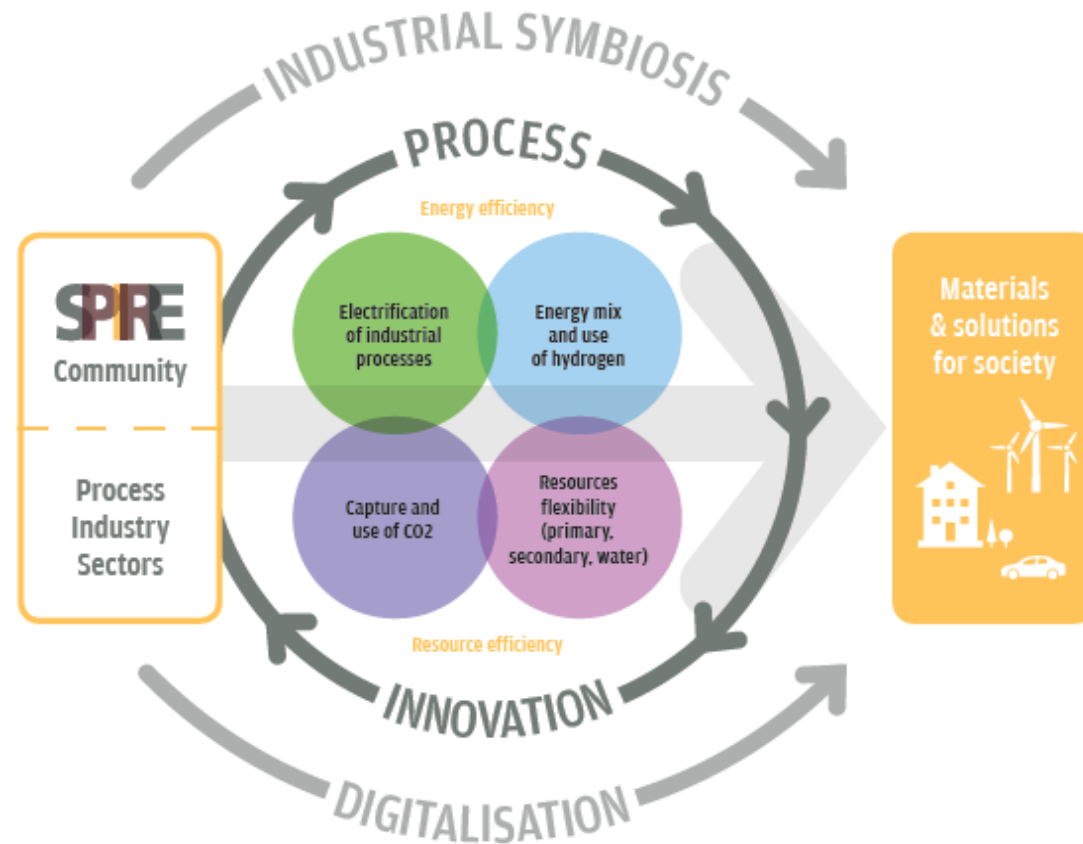 INDUSTRIAL SYMBIOSIS
PROCESS
Energy efficiency
SPIRE
Community
Process
Industry
Sectors
Electrification
of industrial
processes
Energy mix
and use
of hydrogen
Capture and
use of CO2
Resources
flexibility
(primary,
secondary, water)
Resource efficiency
INNOVATION
DIGITALISATION
Materials
& solutions
for society